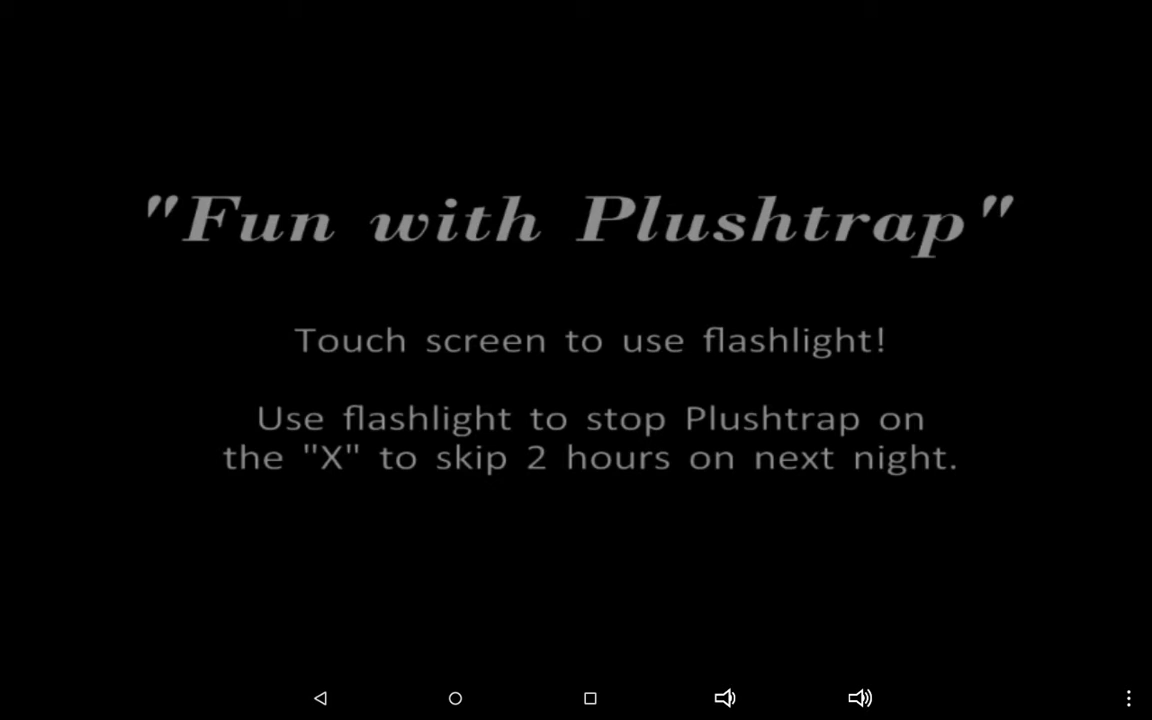 "Fun with Plushtrap"
Touch screen to use flashlight!
Use flashlight to stop Plushtrap on
the "X" to skip 2 hours on next night.